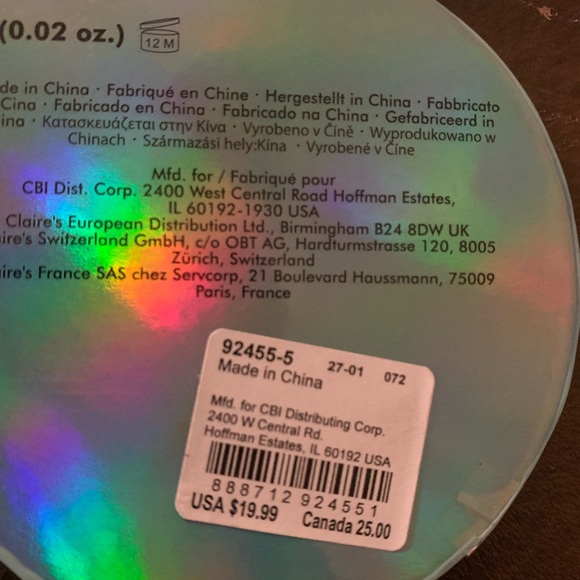 (0.02 oz.) 12 M
de in China · Fabriqué en Chine · Hergestellt in China · Fabbricato
Cina · Fabricado en China · Fabricado na China · Gefabriceerd in
ina · Κατασκευάζεται στην Κίνα · Vyrobeno v Číně · Wyprodukowano w
Chinach · Származási hely:Kína · Vyrobené v Číne
Mfd. for / Fabriqué pour
CBI Dist. Corp. 2400 West Central Road Hoffman Estates,
IL 60192-1930 USA
Claire's European Distribution Ltd., Birmingham B24 8DW UK
aire's Switzerland GmbH, c/o OBT AG, Hardturmstrasse 120, 8005
Zürich, Switzerland
aire's France SAS chez Servcorp, 21 Boulevard Haussmann, 75009
Paris, France
92455-5 27-01 072
Made in China
Mfd. for CBI Distributing Corp.
2400 W Central Rd.
Hoffman Estates, IL 60192 USA
888712 924551
USA $19.99 Canada 25.00